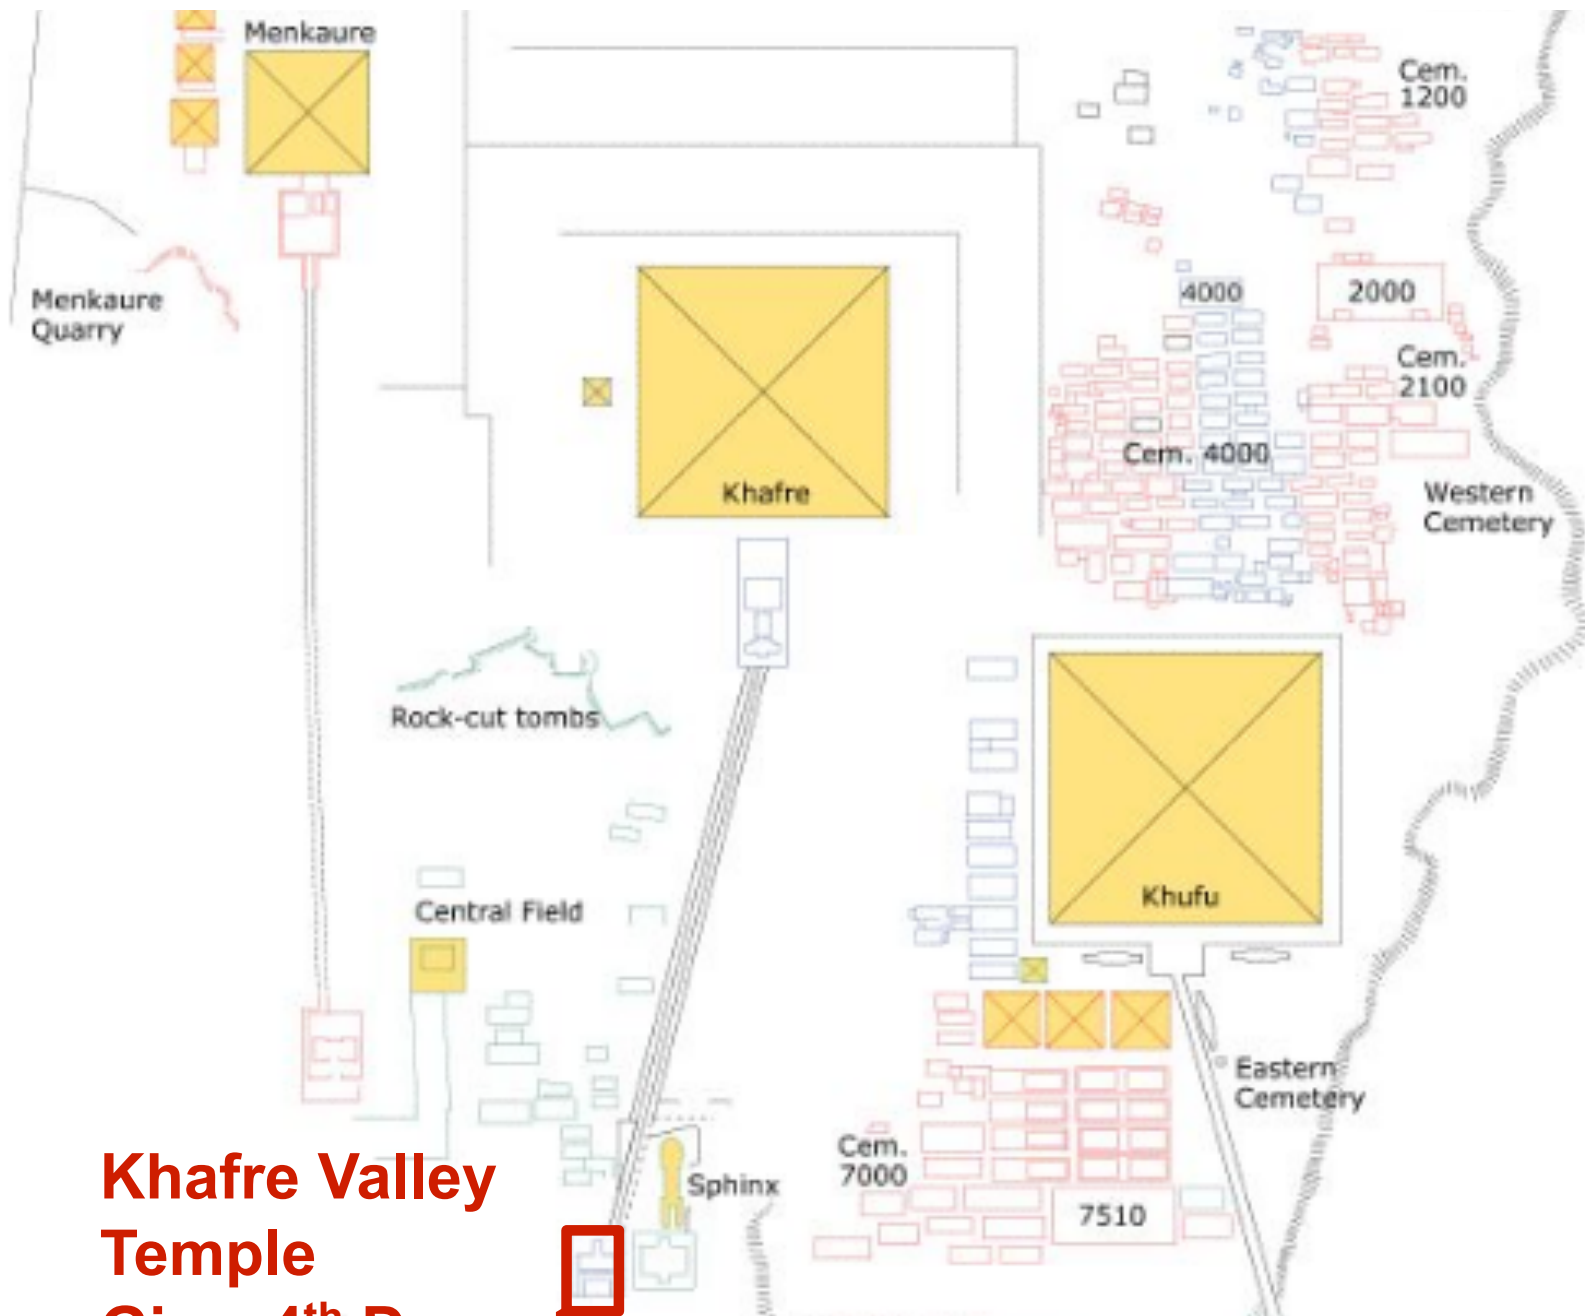 Menkaure
Cem.
1200
Menkaure
Quarry
4000
2000
Cem.
2100
Cem. 4000
Khafre
Western
Cemetery
Rock-cut tombs
Khufu
Central Field
Eastern
Cemetery
Cem.
7000
Sphinx
7510
Khafre Valley
Temple
4th